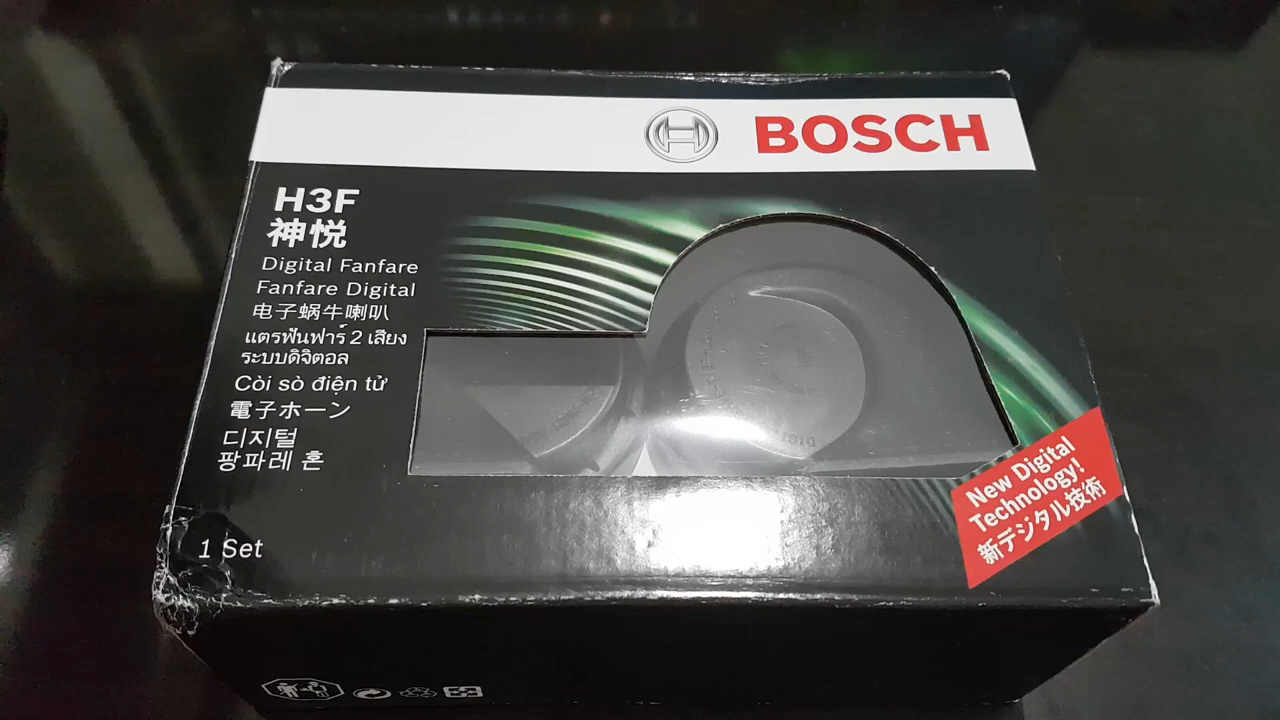 BOSCH
H3F
神悦
Digital Fanfare
Fanfare Digital
电子蜗牛喇叭
แตรฟันฟาร์ 2 เสียง
ระบบดิจิตอล
Còi sò điện tử
電子ホーン
디지털
팡파레 혼
1 Set
New Digital
Technology!
新デジタル技術